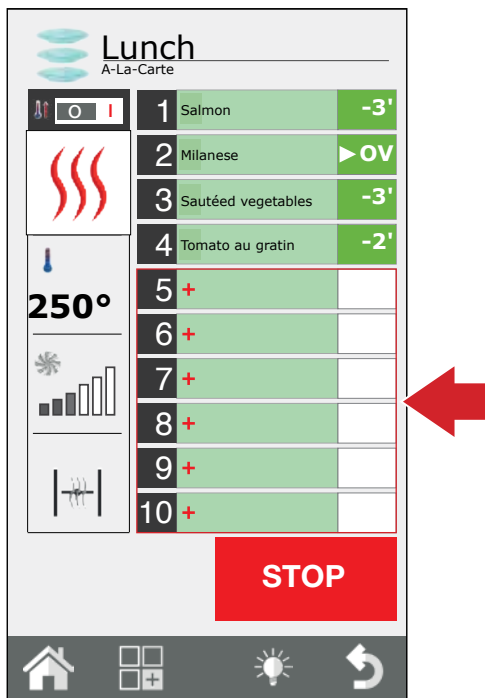 Lunch
A-La-Carte
O I
1 Salmon -3'
2 Milanese ▶OV
3 Sautéed vegetables -3'
4 Tomato au gratin -2'
250°
5 +
6 +
7 +
8 +
9 +
10 +
STOP